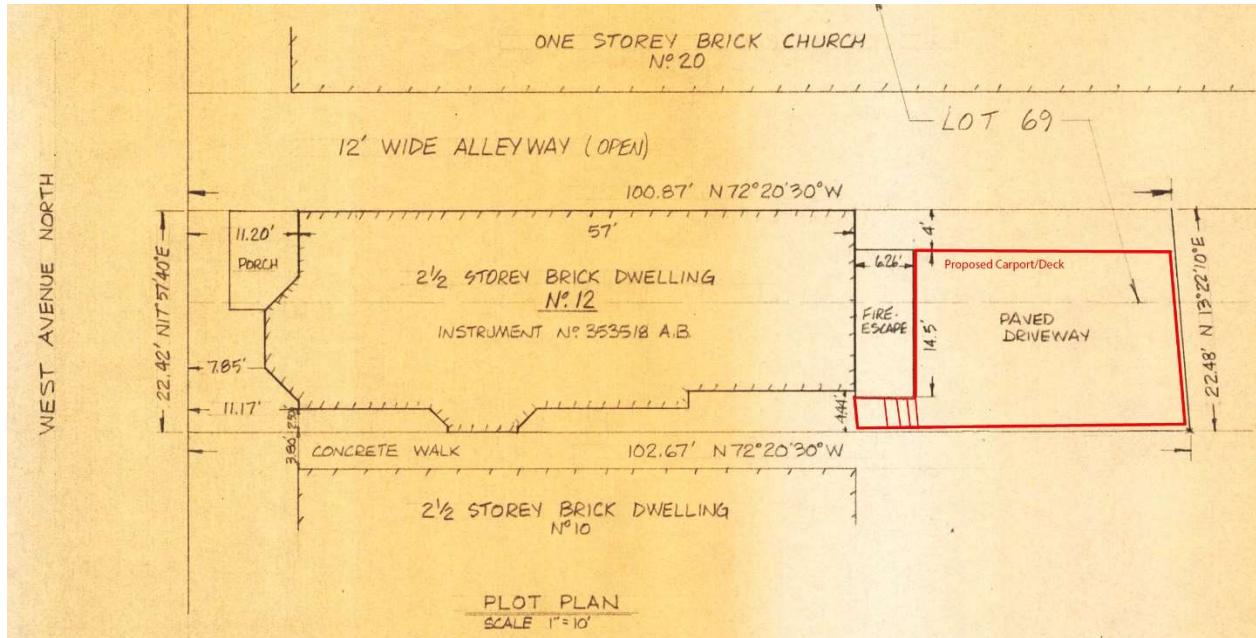 ONE STOREY BRICK CHURCH
Nº 20
LOT 69
12' WIDE ALLEYWAY (OPEN)
100.87' N 72°20'30"W
WEST AVENUE NORTH
22.42' N17°57'40"E
11.20'
PORCH
57'
4'
6.26'
Proposed Carport/Deck
2½ STOREY BRICK DWELLING
Nº 12
INSTRUMENT Nº 353518 A.B.
FIRE-
ESCAPE
14.5'
PAVED
DRIVEWAY
22.48' N 13°22'10"E
7.85'
11.17'
3.80'
2.50
4.44'
CONCRETE WALK
102.67' N 72°20'30"W
2½ STOREY BRICK DWELLING
Nº 10
PLOT PLAN
SCALE 1"=10'